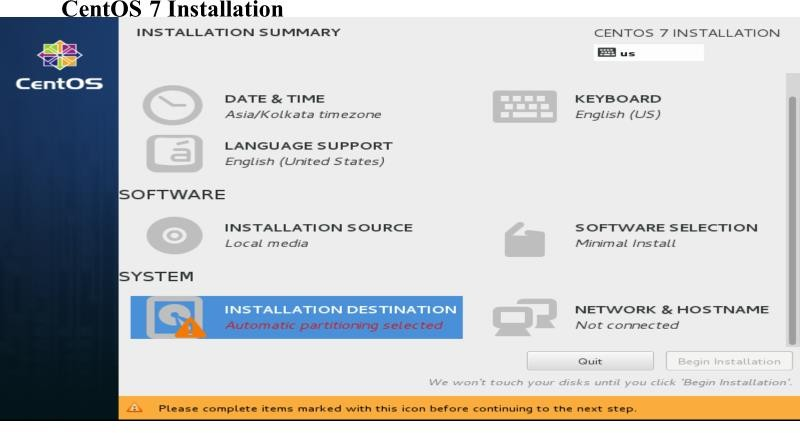 CentOS 7 Installation
INSTALLATION SUMMARY
CENTOS 7 INSTALLATION
us
CentOS
DATE & TIME
Asia/Kolkata timezone
KEYBOARD
English (US)
LANGUAGE SUPPORT
English (United States)
SOFTWARE
INSTALLATION SOURCE
Local media
SOFTWARE SELECTION
Minimal Install
SYSTEM
INSTALLATION DESTINATION
Automatic partitioning selected
NETWORK & HOSTNAME
Not connected
Quit
Begin Installation
We won't touch your disks until you click 'Begin Installation'.
Please complete items marked with this icon before continuing to the next step.